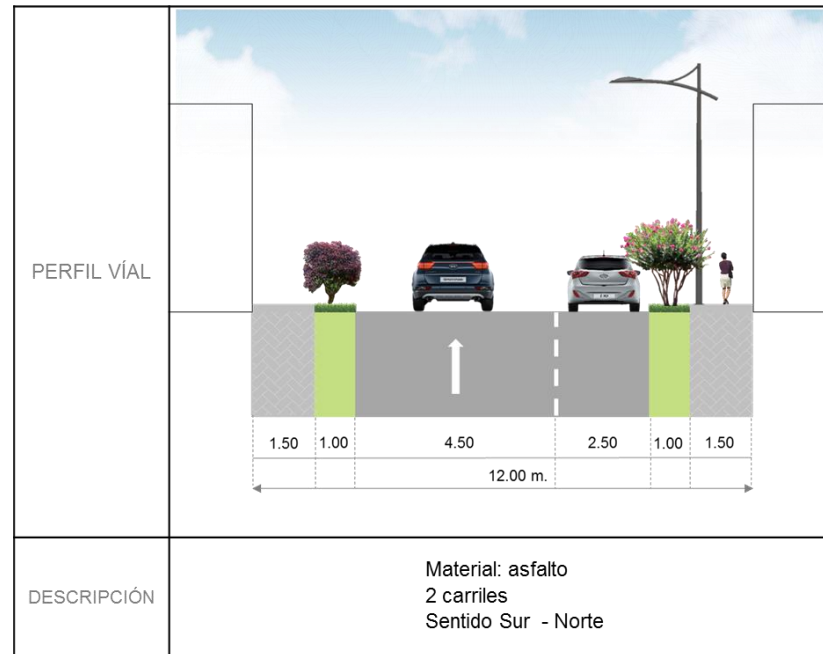 PERFIL VÍAL
1.50 1.00 4.50 2.50 1.00 1.50
12.00 m.
DESCRIPCIÓN
Material: asfalto
2 carriles
Sentido Sur - Norte